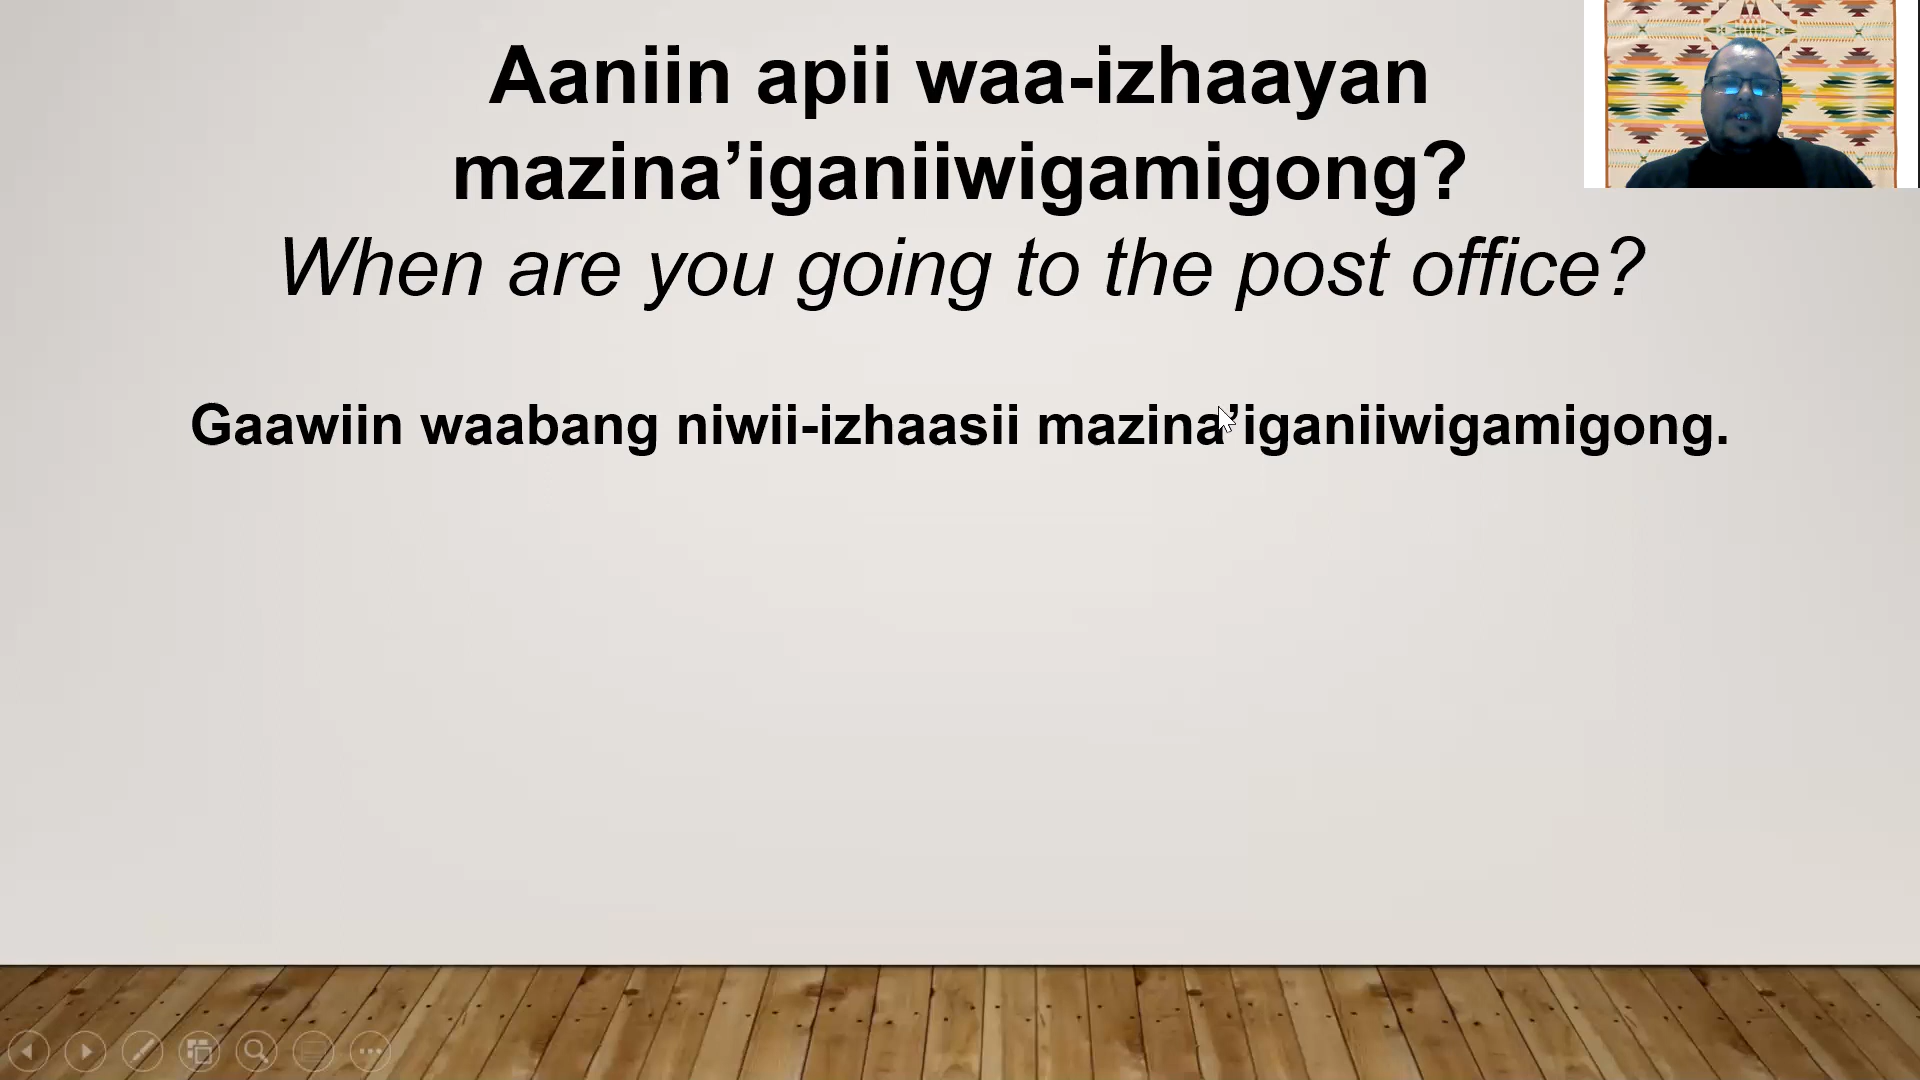 Aaniin apii waa-izhaayan
mazina’iganiiwigamigong?
When are you going to the post office?
Gaawiin waabang niwii-izhaasii mazina’iganiiwigamigong.